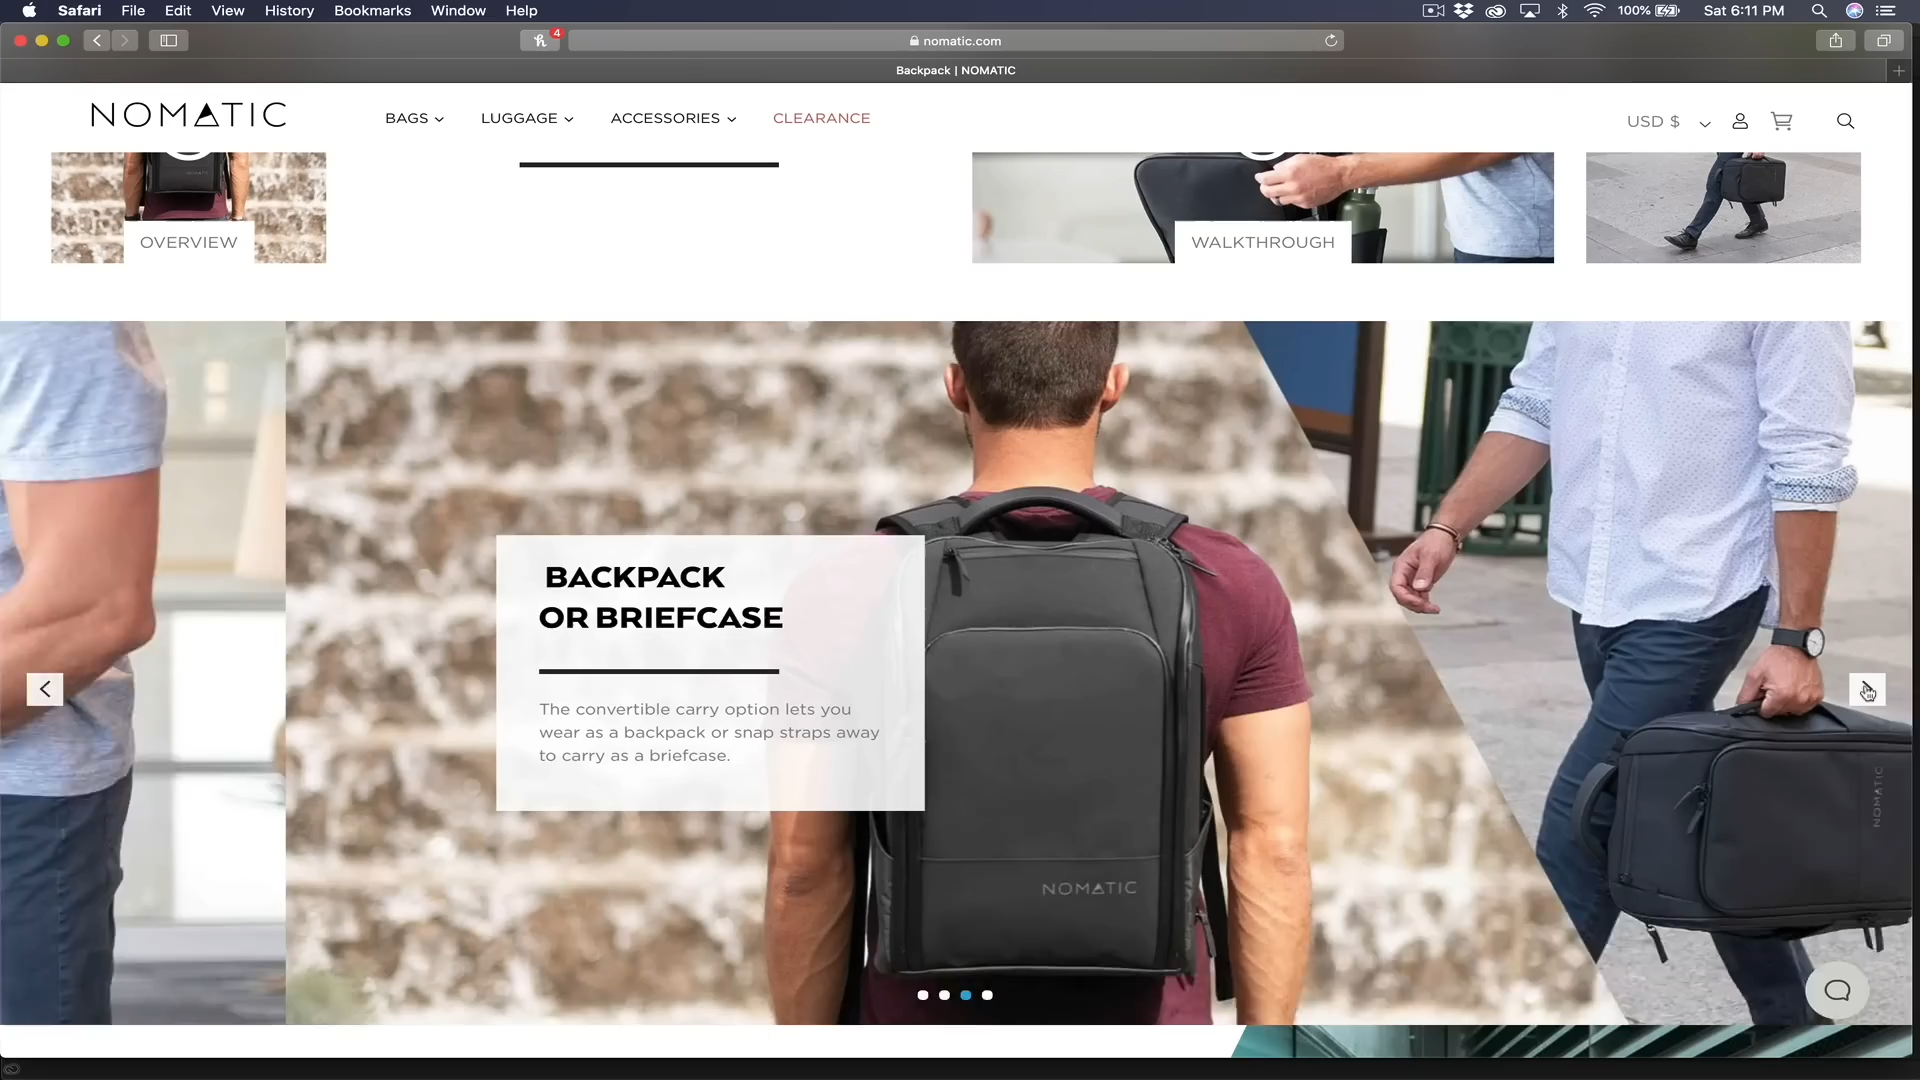 Safari File Edit View History Bookmarks Window Help 100% Sat 6:11 PM
4
nomatic.com
Backpack | NOMATIC
NOMATIC BAGS LUGGAGE ACCESSORIES CLEARANCE USD $
OVERVIEW
WALKTHROUGH
BACKPACK
OR BRIEFCASE
The convertible carry option lets you
wear as a backpack or snap straps away
to carry as a briefcase.
NOMATIC
NOMATIC